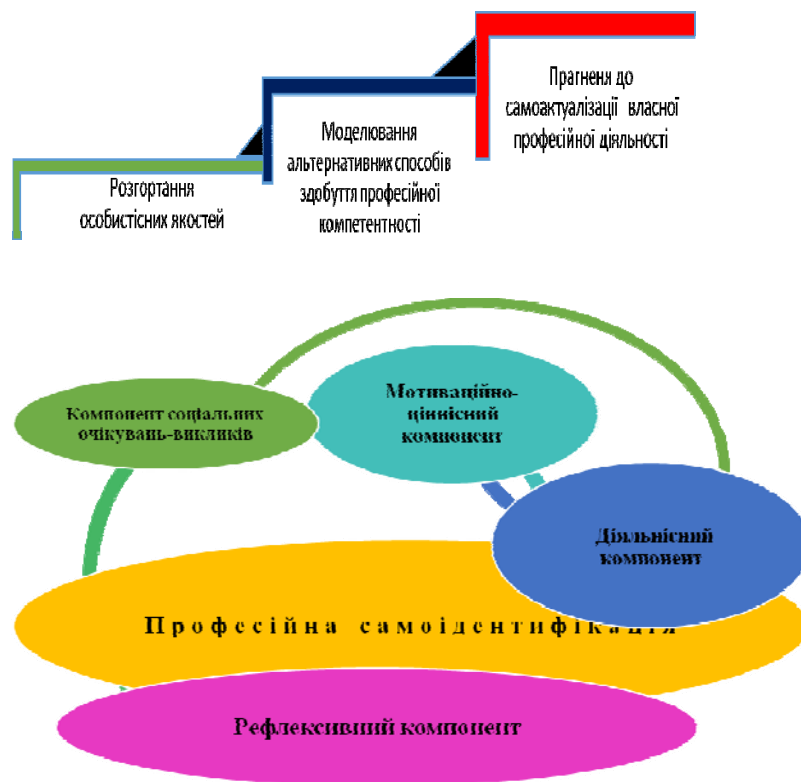 Прагненя до
самоактуалізації власної
професійної діяльності
Моделювання
альтернативних способів
здобуття професійної
компетентності
Розгортання
особистісних якостей
Мотиваційно-
ціннісний
компонент
Компонент соціальних
очікувань-викликів
Діяльнісний
компонент
Професійна самоідентифікація
Рефлексивний компонент